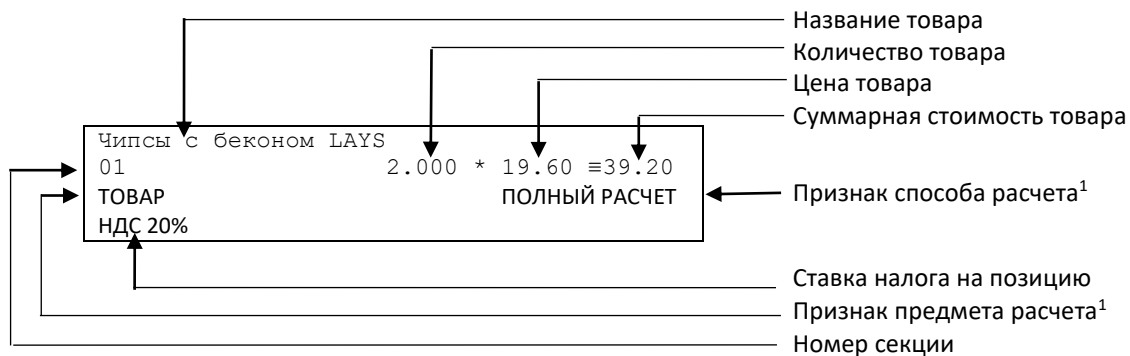 Название товара
Количество товара
Цена товара
Суммарная стоимость товара
Чипсы с беконом LAYS
01 2.000 * 19.60 ≡39.20
ТОВАР ПОЛНЫЙ РАСЧЕТ
Признак способа расчета¹
НДС 20%
Ставка налога на позицию
Признак предмета расчета¹
Номер секции